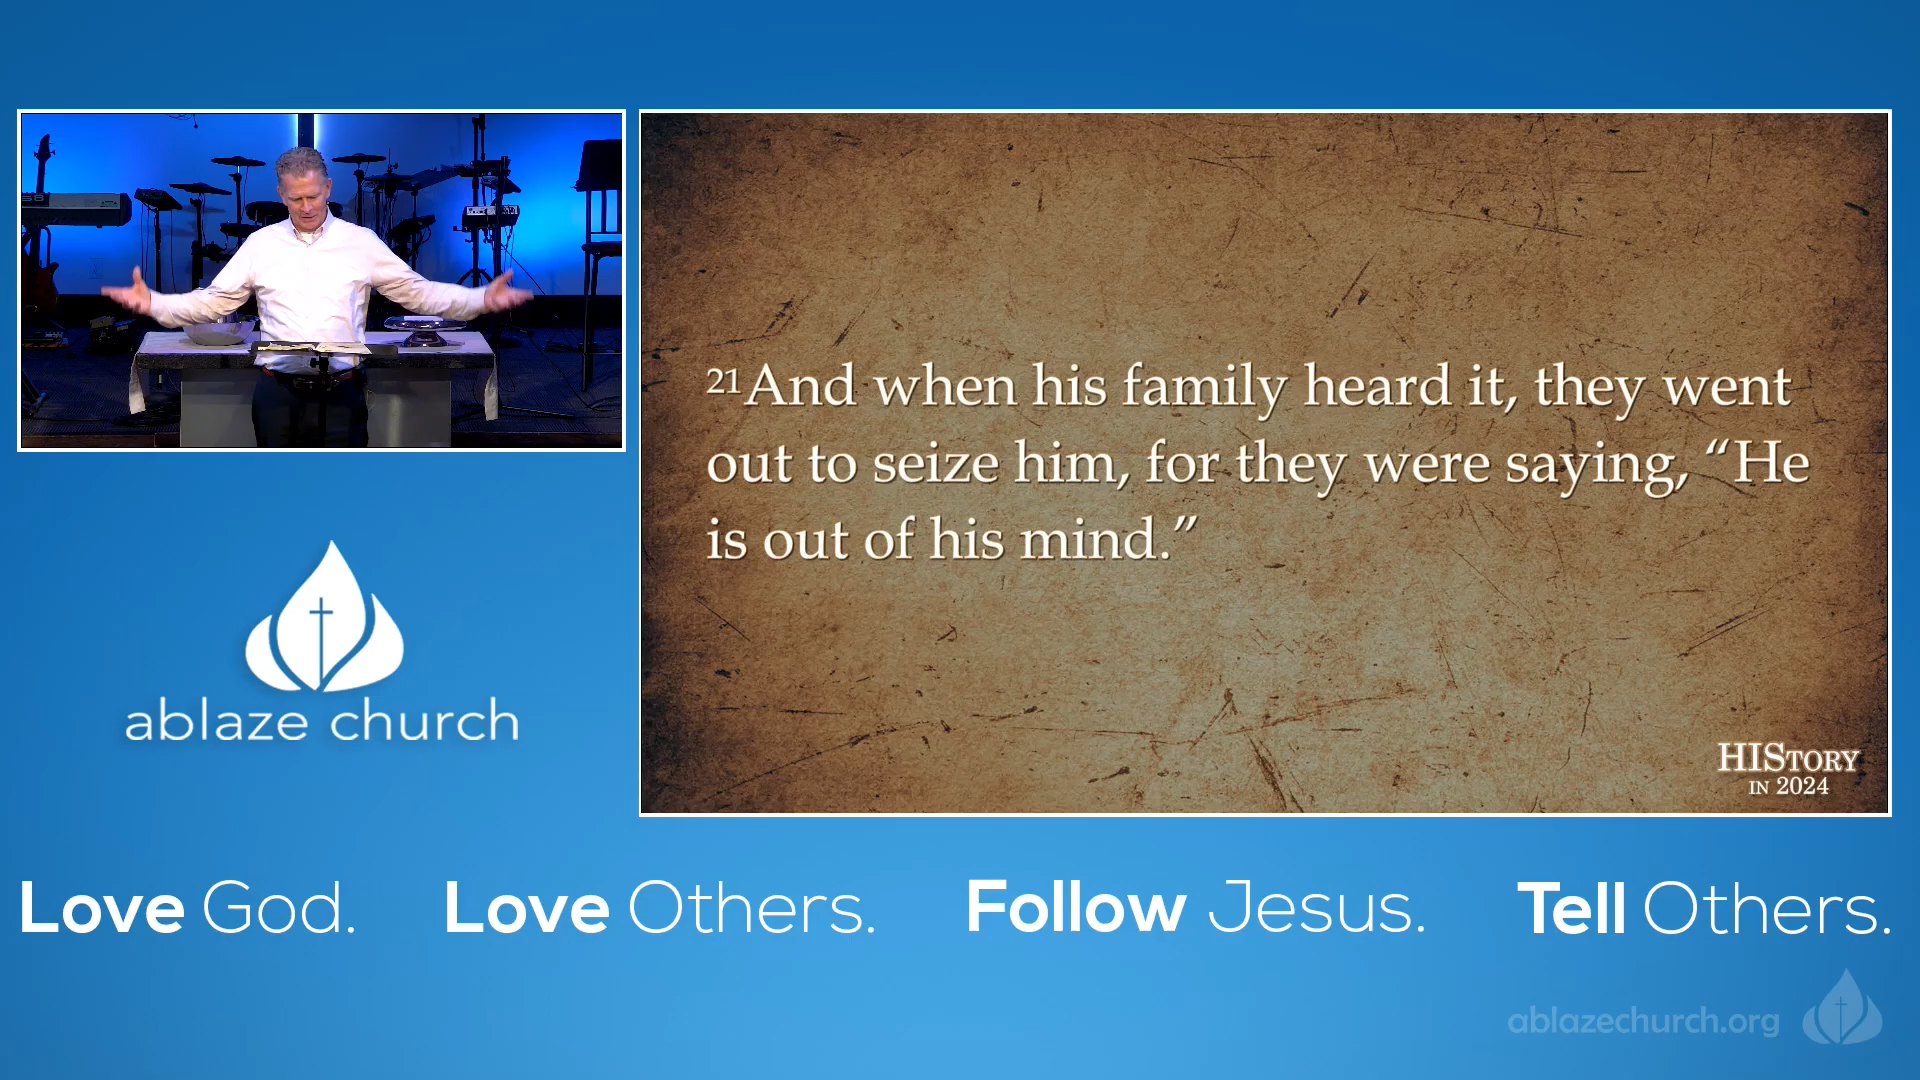 21And when his family heard it, they went
out to seize him, for they were saying, “He
is out of his mind.”
HISTORY
IN 2024
ablaze church
Love God.
Love Others.
Follow Jesus.
Tell Others.
ablazechurch.org